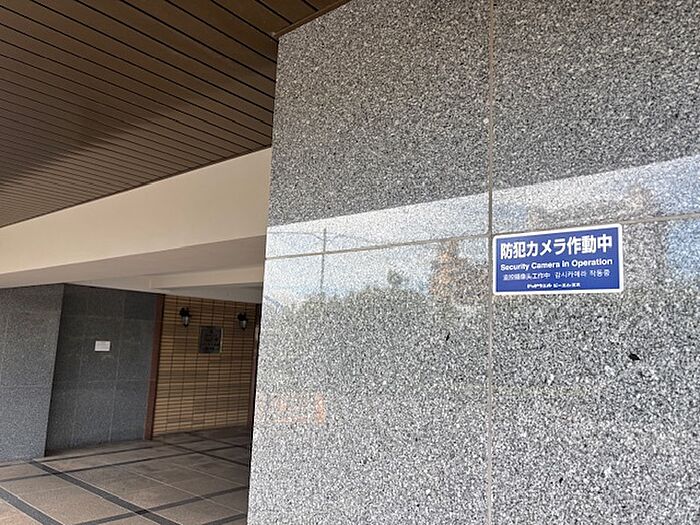 防犯カメラ作動中
Security Camera in Operation
监控摄像头工作中 감시카메라 작동중